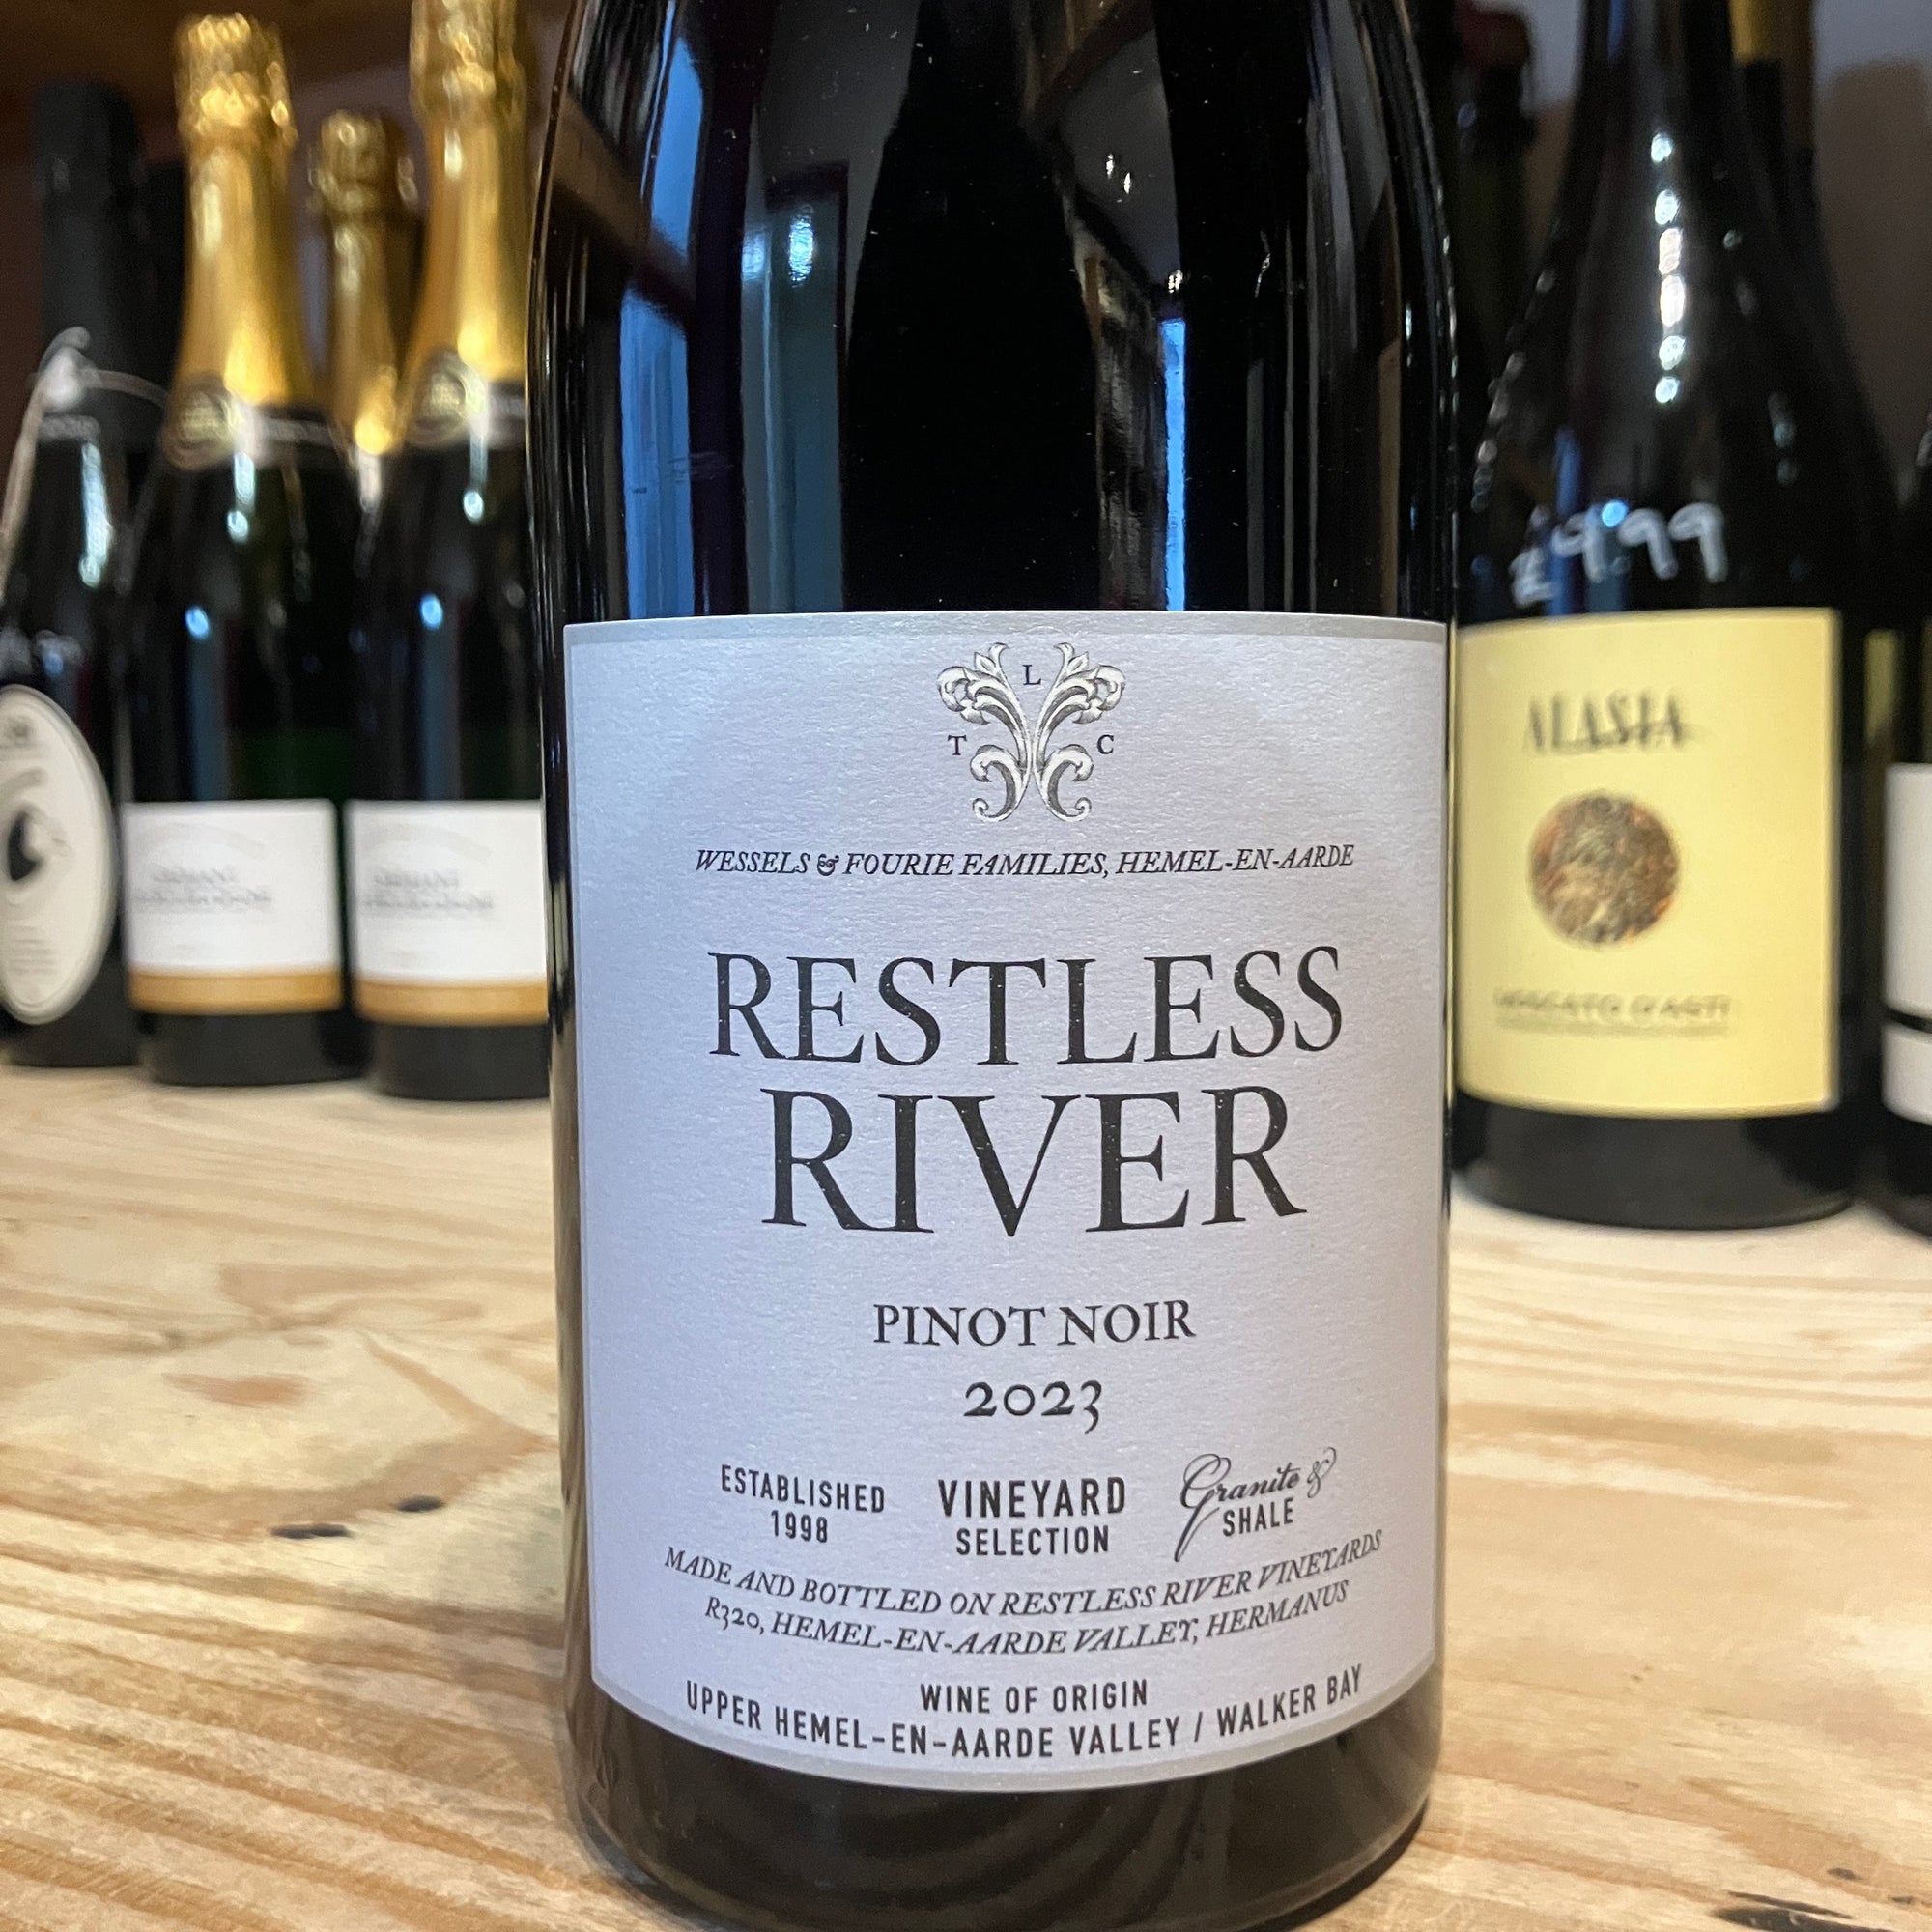 L
T C
WESSELS & FOURIE FAMILIES, HEMEL-EN-AARDE
RESTLESS
RIVER
PINOT NOIR
2023
ESTABLISHED
1998
VINEYARD
SELECTION
Granite &
SHALE
MADE AND BOTTLED ON RESTLESS RIVER VINEYARDS
R320, HEMEL-EN-AARDE VALLEY, HERMANUS
WINE OF ORIGIN
UPPER HEMEL-EN-AARDE VALLEY / WALKER BAY
£9.99
ALASIA
MOSCATO D'ASTI